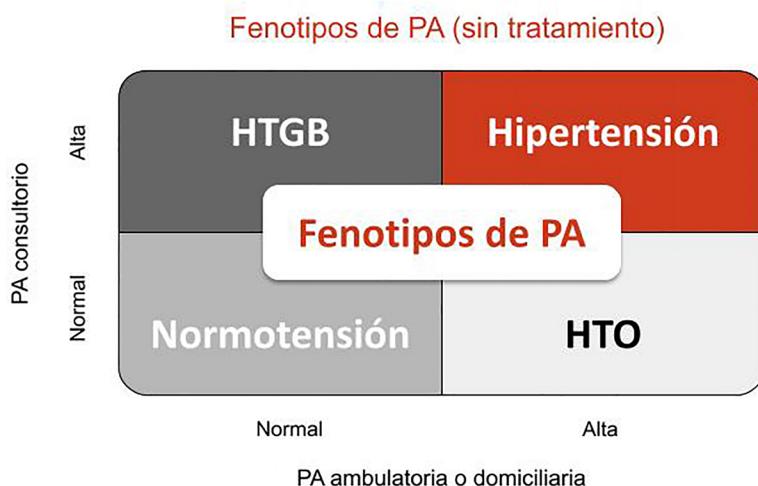 Fenotipos de PA (sin tratamiento)
PA consultorio
Alta
Normal
HTGB
Hipertensión
Fenotipos de PA
Normotensión
HTO
Normal
Alta
PA ambulatoria o domiciliaria